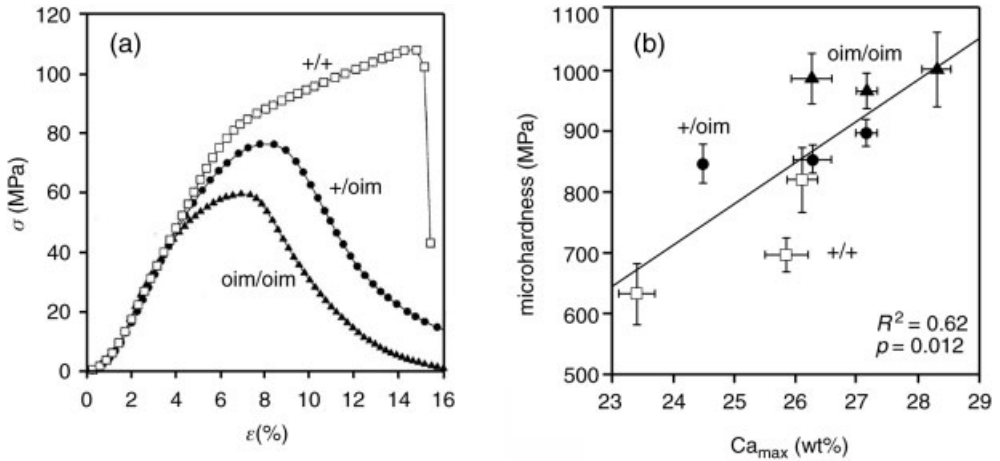 (a)
120
100
80
60
40
20
0
σ (MPa)
+/+
+/oim
oim/oim
0 2 4 6 8 10 12 14 16
ε(%)
(b)
1100
1000
900
800
700
600
500
microhardness (MPa)
oim/oim
+/oim
+/+
R² = 0.62
p = 0.012
23 24 25 26 27 28 29
Caₘₐₓ (wt%)